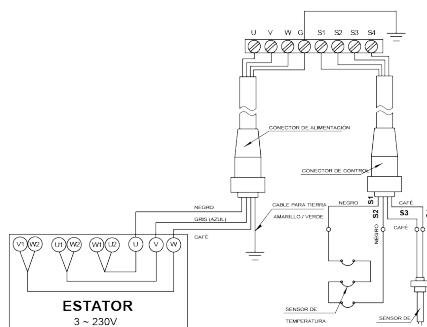 U V W G S1 S2 S3 S4
CONECTOR DE ALIMENTACIÓN
CONECTOR DE CONTROL
NEGRO
GRIS (AZUL)
CAFÉ
CABLE PARA TIERRA
AMARILLO / VERDE
NEGRO
S1
S2
NEGRO
CAFÉ
S3
CAFÉ
V1 W2 U1 W2 W1 U2 U V W
ESTATOR
3 ~ 230V
SENSOR DE
TEMPERATURA
SENSOR DE